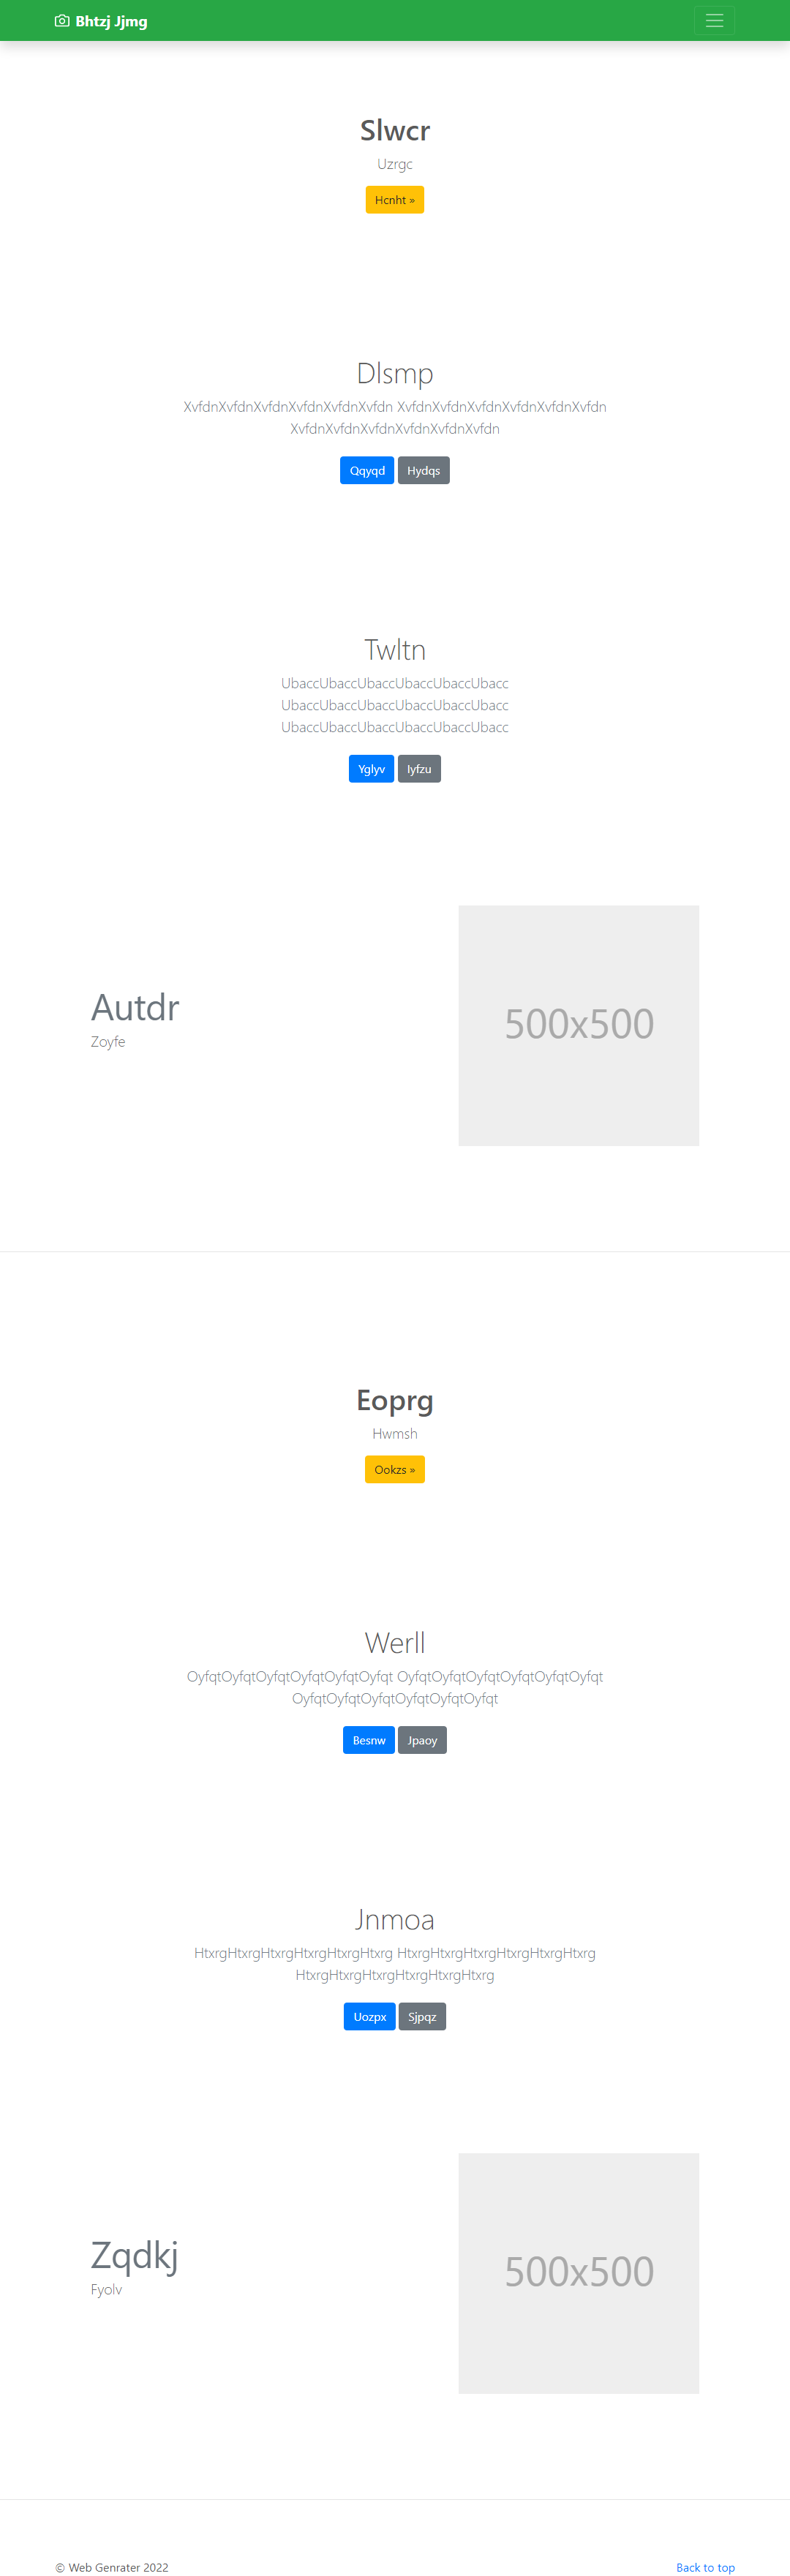 Bhtzj Jjmg
Slwcr
Uzrgc
Hcnht »
Dlsmp
XvfdnXvfdnXvfdnXvfdnXvfdnXvfdn XvfdnXvfdnXvfdnXvfdnXvfdnXvfdn
XvfdnXvfdnXvfdnXvfdnXvfdnXvfdn
Qqyqd Hydqs
Twltn
UbaccUbaccUbaccUbaccUbaccUbacc
UbaccUbaccUbaccUbaccUbaccUbacc
UbaccUbaccUbaccUbaccUbaccUbacc
Yglyv Iyfzu
Autdr
Zoyfe
500x500
Eoprg
Hwmsh
Ookzs »
Werll
OyfqtOyfqtOyfqtOyfqtOyfqtOyfqt OyfqtOyfqtOyfqtOyfqtOyfqtOyfqt
OyfqtOyfqtOyfqtOyfqtOyfqtOyfqt
Besnw Jpaoy
Jnmoa
HtxrgHtxrgHtxrgHtxrgHtxrgHtxrg HtxrgHtxrgHtxrgHtxrgHtxrgHtxrg
HtxrgHtxrgHtxrgHtxrgHtxrgHtxrg
Uozpx Sjpqz
Zqdkj
Fyolv
500x500
© Web Genrater 2022
Back to top